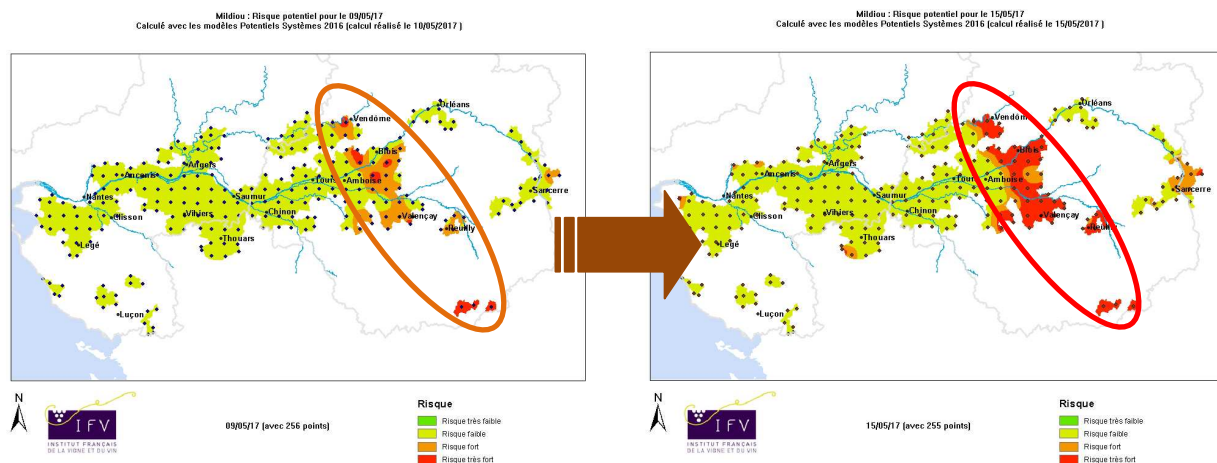 Mildiou : Risque potentiel pour le 09/05/17
Calculé avec les modèles Potentiels Systèmes 2016 (calcul réalisé le 10/05/2017 )
Orléans
Vendôme
Blois
Angers
Ancenis
Tours
Amboise
Nantes
Saumur
Sancerre
Clisson
Vihiers
Chinon
Valençay
Reuilly
Legé
Thouars
Luçon
N
IFV
INSTITUT FRANÇAIS
DE LA VIGNE ET DU VIN
09/05/17 (avec 256 points)
Risque
Risque très faible
Risque faible
Risque fort
Risque très fort
Mildiou : Risque potentiel pour le 15/05/17
Calculé avec les modèles Potentiels Systèmes 2016 (calcul réalisé le 15/05/2017 )
Orléans
Vendôme
Blois
Angers
Ancenis
Tours
Amboise
Nantes
Saumur
Sancerre
Clisson
Vihiers
Chinon
Valençay
Reuilly
Legé
Thouars
Luçon
N
IFV
INSTITUT FRANÇAIS
DE LA VIGNE ET DU VIN
15/05/17 (avec 255 points)
Risque
Risque très faible
Risque faible
Risque fort
Risque très fort